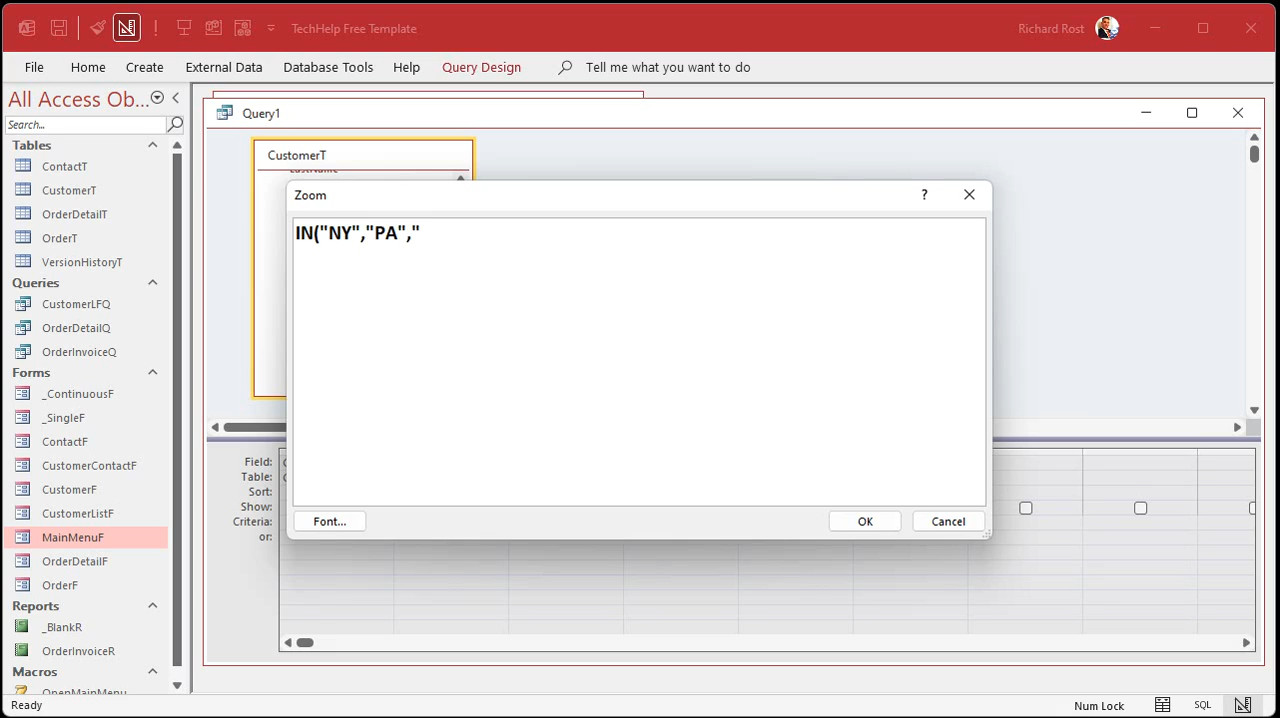 TechHelp Free Template
Richard Rost
File Home Create External Data Database Tools Help Query Design Tell me what you want to do
All Access Ob...
Search...
Tables
ContactT
CustomerT
OrderDetailT
OrderT
VersionHistoryT
Queries
CustomerLFQ
OrderDetailQ
OrderInvoiceQ
Forms
_ContinuousF
_SingleF
ContactF
CustomerContactF
CustomerF
CustomerListF
MainMenuF
OrderDetailF
OrderF
Reports
_BlankR
OrderInvoiceR
Macros
OpenMainMenu
Query1
CustomerT
LastName
Zoom
IN("NY","PA","
Font...
OK
Cancel
Field:
Table:
Sort:
Show:
Criteria:
or:
Ready
Num Lock
SQL